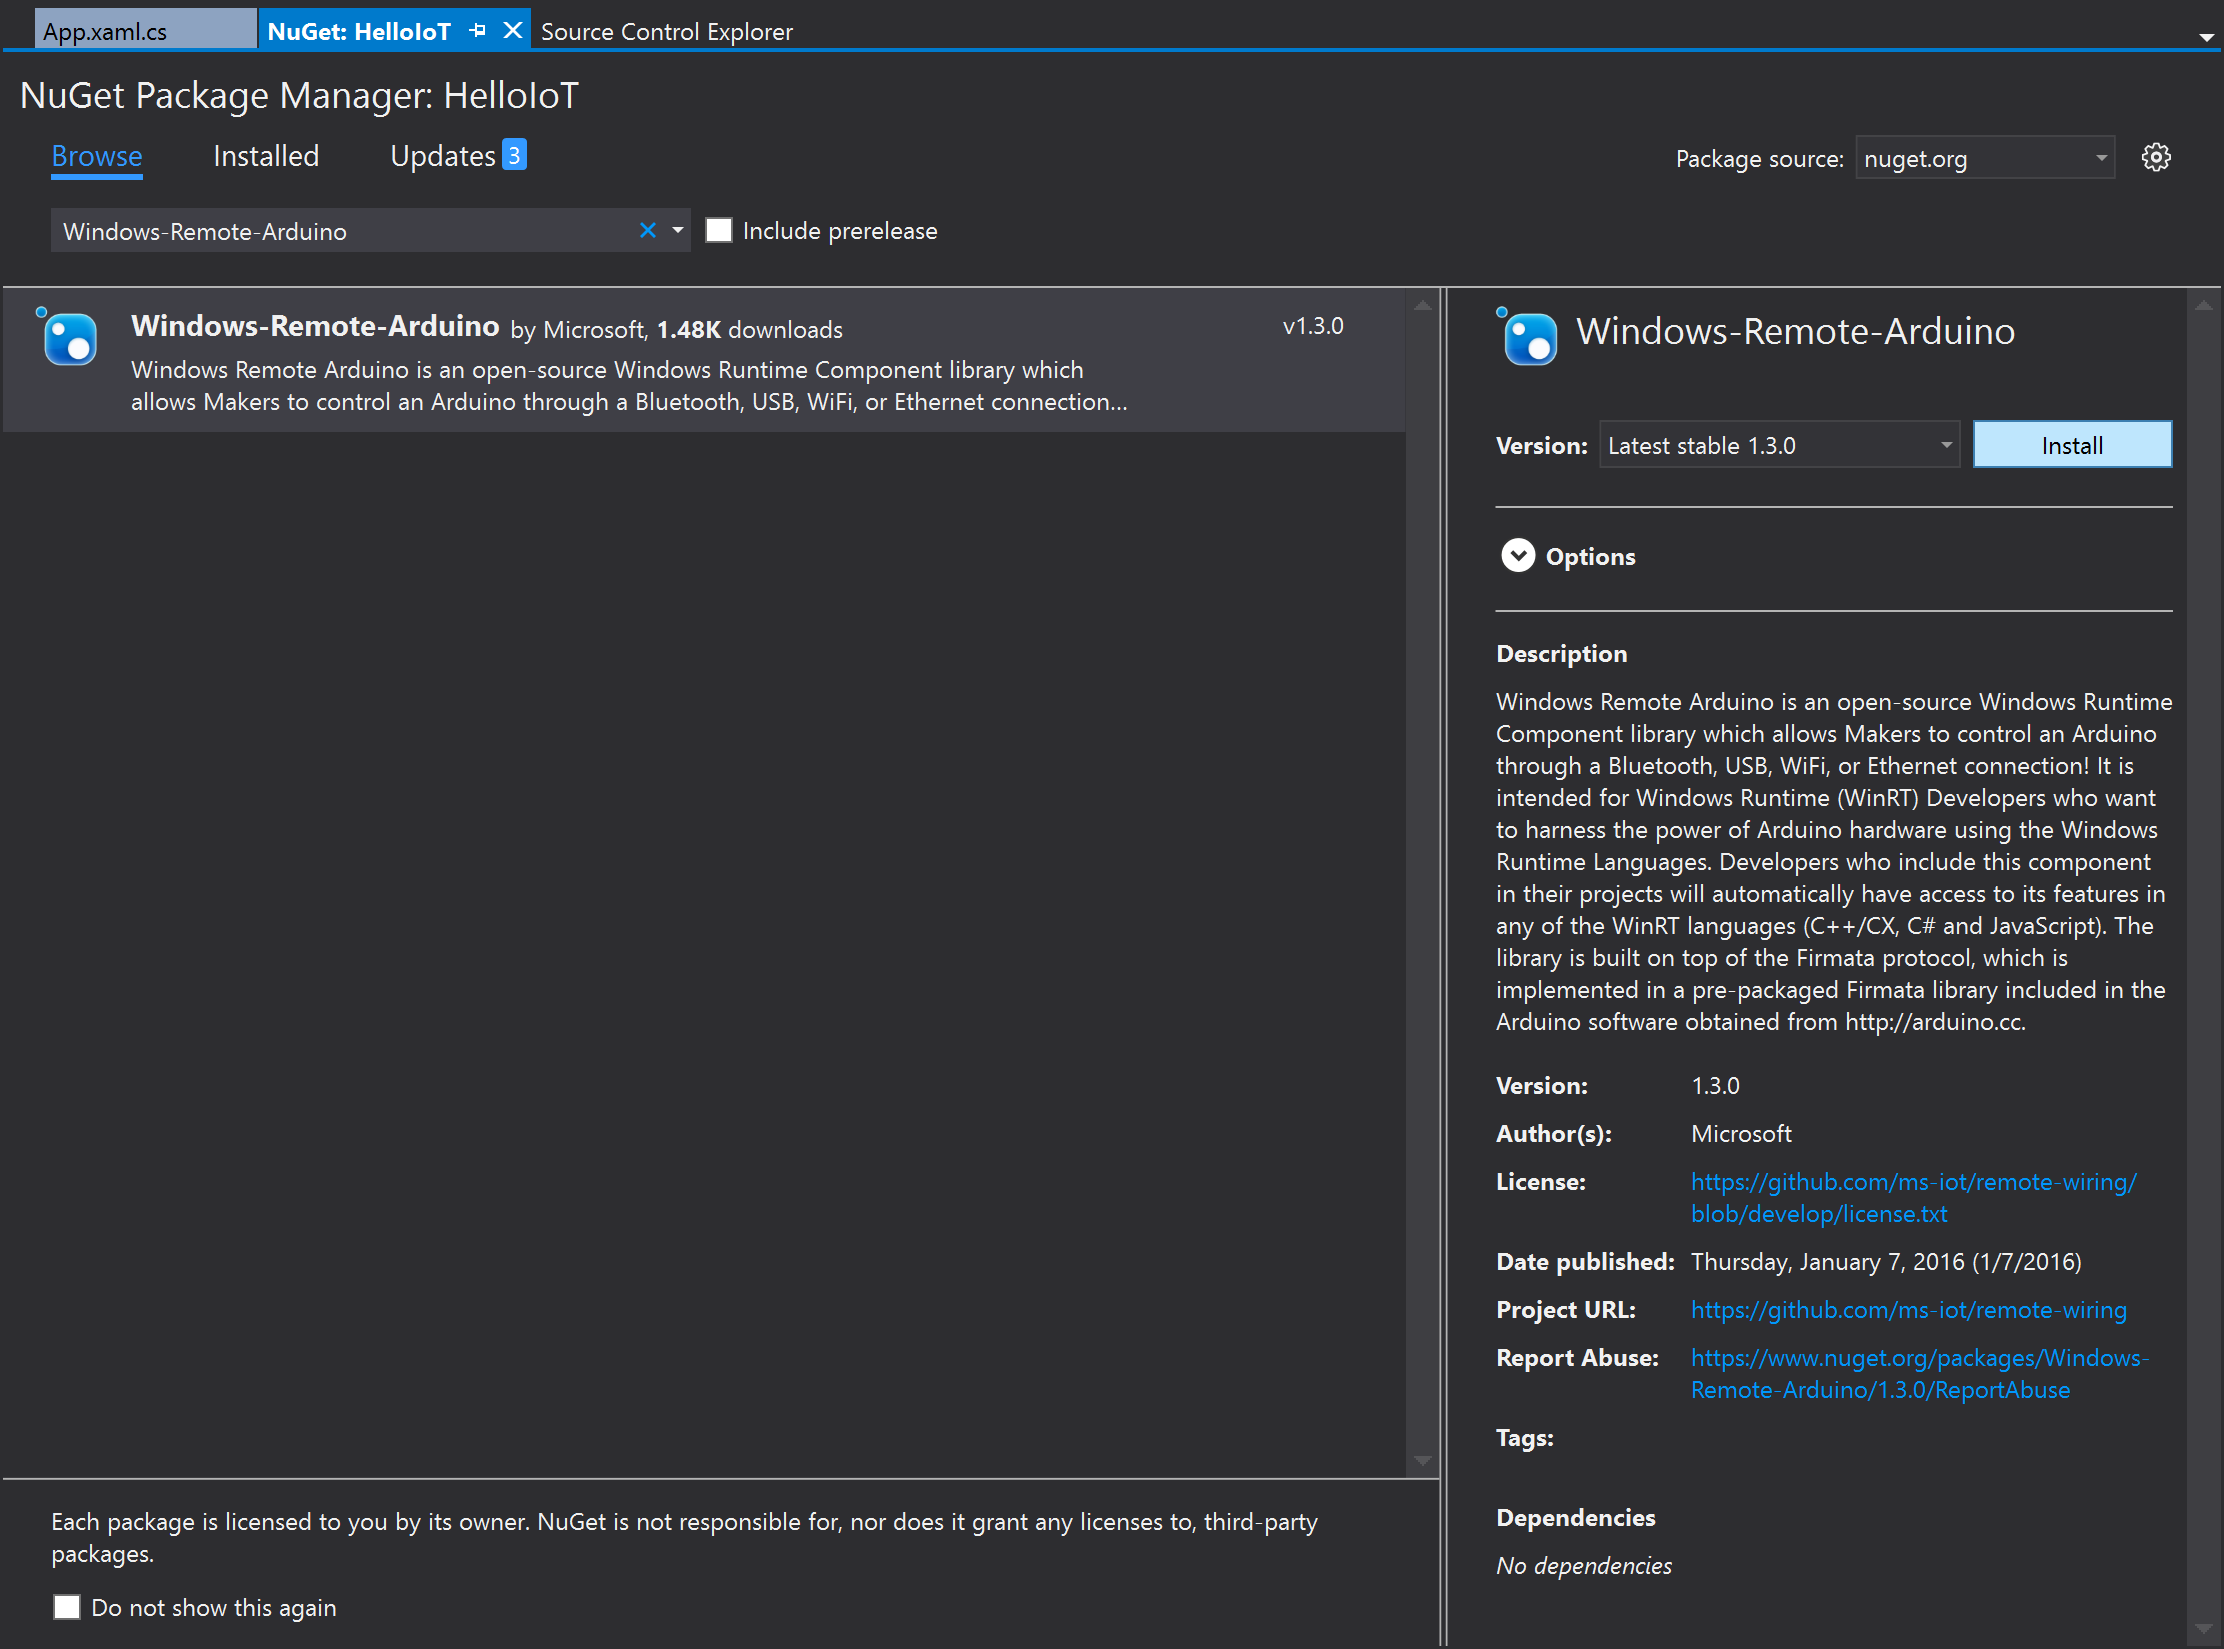 App.xaml.cs
NuGet: HelloIoT
Source Control Explorer
NuGet Package Manager: HelloIoT
Browse
Installed
Updates 3
Package source: nuget.org
Windows-Remote-Arduino
Include prerelease
Windows-Remote-Arduino by Microsoft, 1.48K downloads
v1.3.0
Windows Remote Arduino is an open-source Windows Runtime Component library which
allows Makers to control an Arduino through a Bluetooth, USB, WiFi, or Ethernet connection...
Each package is licensed to you by its owner. NuGet is not responsible for, nor does it grant any licenses to, third-party
packages.
Do not show this again
Windows-Remote-Arduino
Version: Latest stable 1.3.0
Install
Options
Description
Windows Remote Arduino is an open-source Windows Runtime
Component library which allows Makers to control an Arduino
through a Bluetooth, USB, WiFi, or Ethernet connection! It is
intended for Windows Runtime (WinRT) Developers who want
to harness the power of Arduino hardware using the Windows
Runtime Languages. Developers who include this component
in their projects will automatically have access to its features in
any of the WinRT languages (C++/CX, C# and JavaScript). The
library is built on top of the Firmata protocol, which is
implemented in a pre-packaged Firmata library included in the
Arduino software obtained from http://arduino.cc.
Version: 1.3.0
Author(s): Microsoft
License: https://github.com/ms-iot/remote-wiring/
blob/develop/license.txt
Date published: Thursday, January 7, 2016 (1/7/2016)
Project URL: https://github.com/ms-iot/remote-wiring
Report Abuse: https://www.nuget.org/packages/Windows-
Remote-Arduino/1.3.0/ReportAbuse
Tags:
Dependencies
No dependencies